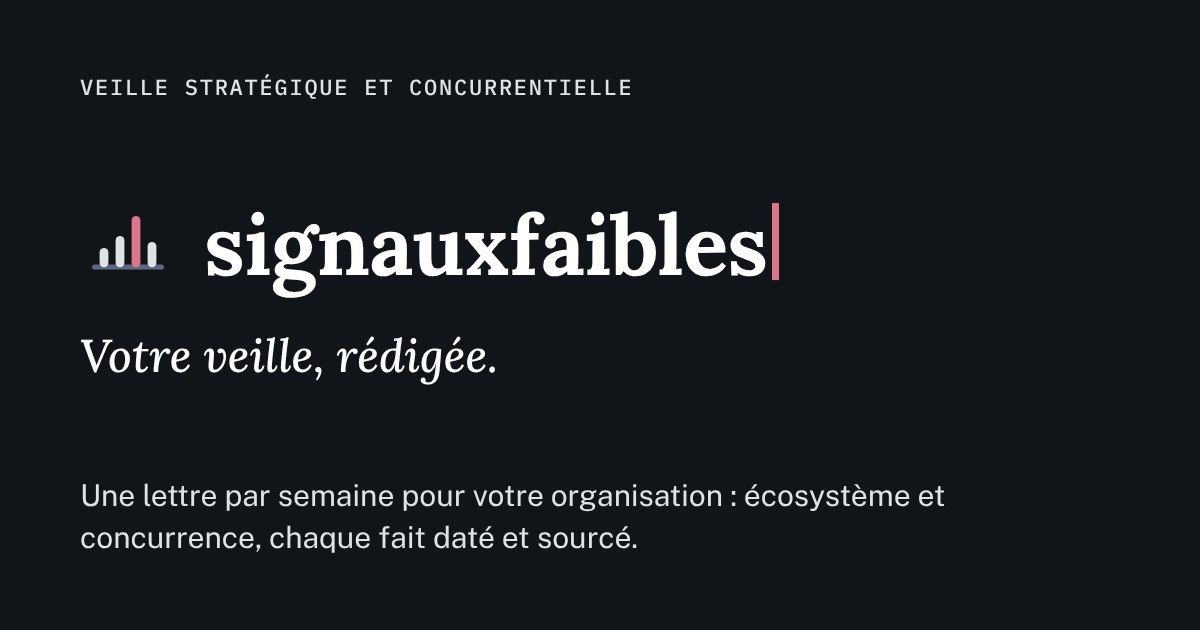 VEILLE STRATÉGIQUE ET CONCURRENTIELLE
signauxfaibles
Votre veille, rédigée.
Une lettre par semaine pour votre organisation : écosystème et
concurrence, chaque fait daté et sourcé.